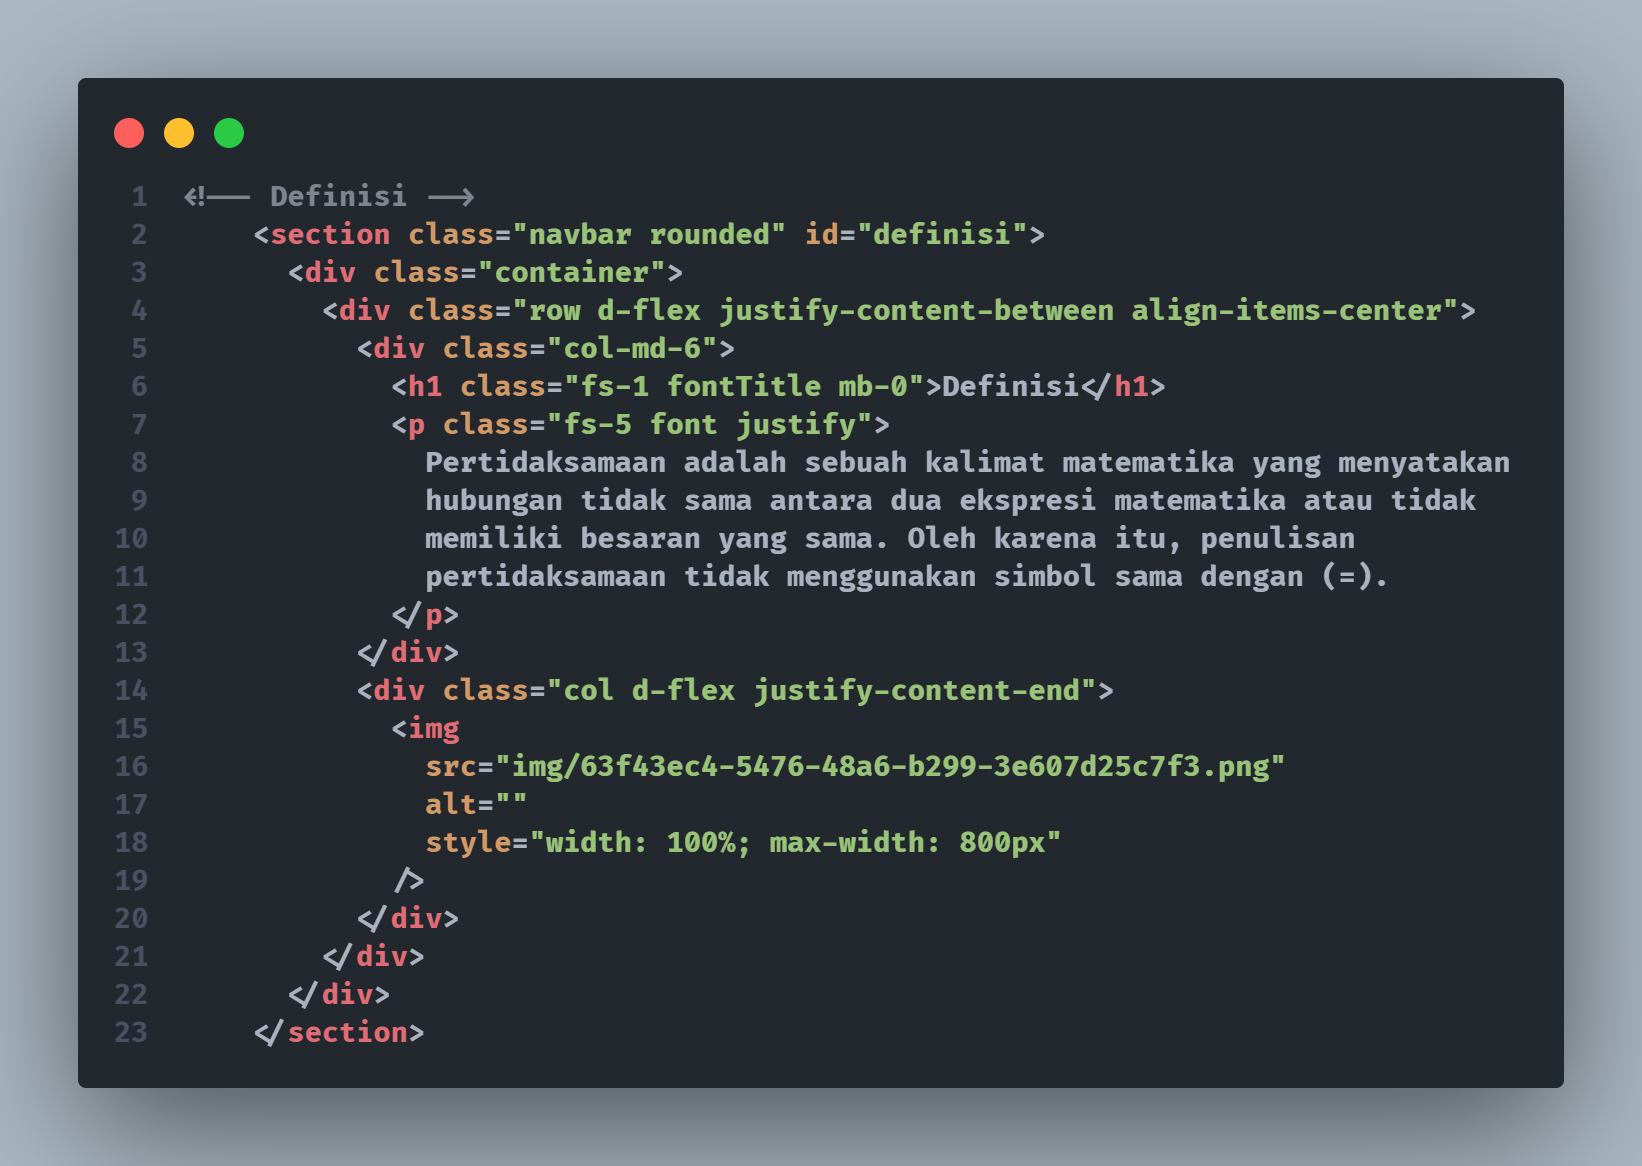 1 <!-- Definisi -->
2     <section class="navbar rounded" id="definisi">
3       <div class="container">
4         <div class="row d-flex justify-content-between align-items-center">
5           <div class="col-md-6">
6             <h1 class="fs-1 fontTitle mb-0">Definisi</h1>
7             <p class="fs-5 font justify">
8               Pertidaksamaan adalah sebuah kalimat matematika yang menyatakan
9               hubungan tidak sama antara dua ekspresi matematika atau tidak
10               memiliki besaran yang sama. Oleh karena itu, penulisan
11               pertidaksamaan tidak menggunakan simbol sama dengan (=).
12             </p>
13           </div>
14           <div class="col d-flex justify-content-end">
15             <img
16               src="img/63f43ec4-5476-48a6-b299-3e607d25c7f3.png"
17               alt=""
18               style="width: 100%; max-width: 800px"
19             />
20           </div>
21         </div>
22       </div>
23     </section>